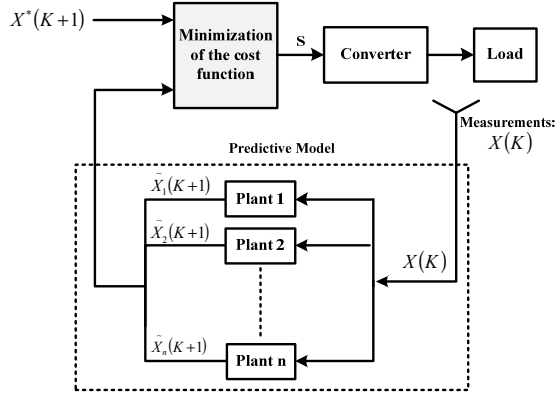 X*(K+1)
Minimization
of the cost
function
S
Converter
Load
Measurements:
X(K)
Predictive Model
X̃₁(K+1)
Plant 1
X̃₂(K+1)
Plant 2
X(K)
X̃ₙ(K+1)
Plant n